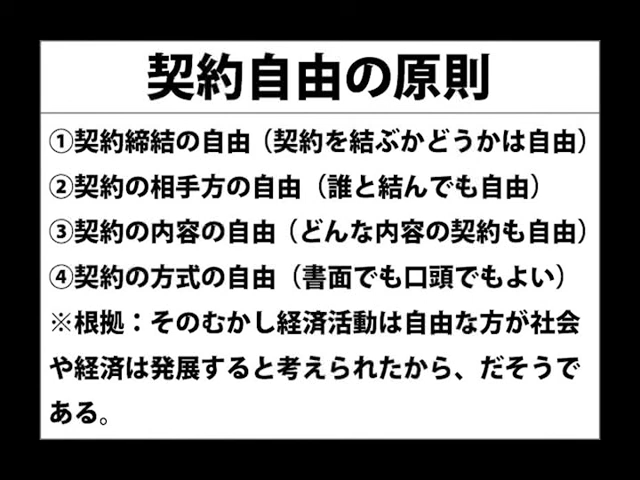 契約自由の原則
①契約締結の自由（契約を結ぶかどうかは自由）
②契約の相手方の自由（誰と結んでも自由）
③契約の内容の自由（どんな内容の契約も自由）
④契約の方式の自由（書面でも口頭でもよい）
※根拠：そのむかし経済活動は自由な方が社会
や経済は発展すると考えられたから、だそうで
ある。